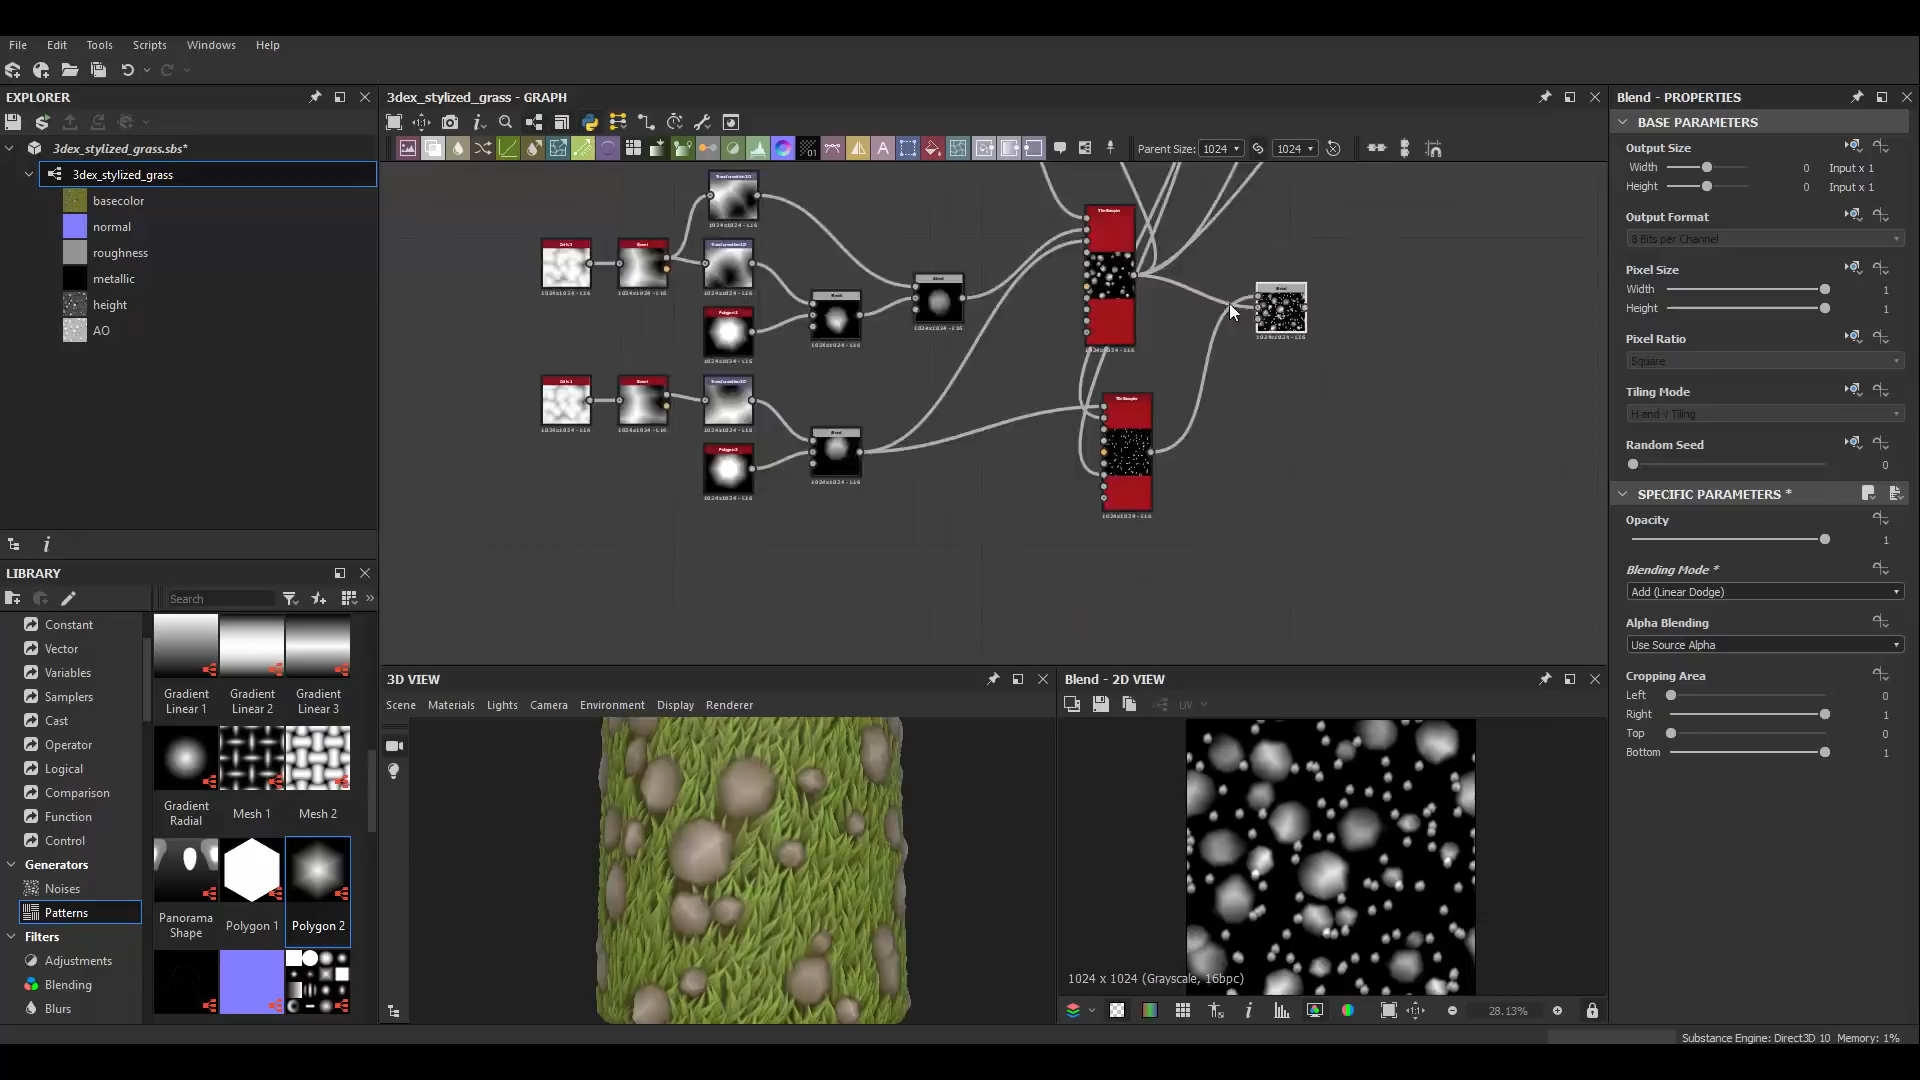 File Edit Tools Scripts Windows Help
EXPLORER
3dex_stylized_grass.sbs*
3dex_stylized_grass
basecolor
normal
roughness
metallic
height
AO
LIBRARY
Search
Constant
Vector
Variables
Samplers
Cast
Operator
Logical
Comparison
Function
Control
Generators
Noises
Patterns
Filters
Adjustments
Blending
Blurs
Gradient Linear 1
Gradient Linear 2
Gradient Linear 3
Gradient Radial
Mesh 1
Mesh 2
Panorama Shape
Polygon 1
Polygon 2
3dex_stylized_grass - GRAPH
Parent Size: 1024 1024
3D VIEW
Scene Materials Lights Camera Environment Display Renderer
Blend - 2D VIEW
UV
1024 x 1024 (Grayscale, 16bpc)
28.13%
Blend - PROPERTIES
BASE PARAMETERS
Output Size
Width 0 Input x 1
Height 0 Input x 1
Output Format
8 Bits per Channel
Pixel Size
Width 1
Height 1
Pixel Ratio
Square
Tiling Mode
H and V Tiling
Random Seed
0
SPECIFIC PARAMETERS *
Opacity
1
Blending Mode *
Add (Linear Dodge)
Alpha Blending
Use Source Alpha
Cropping Area
Left 0
Right 1
Top 0
Bottom 1
Substance Engine: Direct3D 10 Memory: 1%